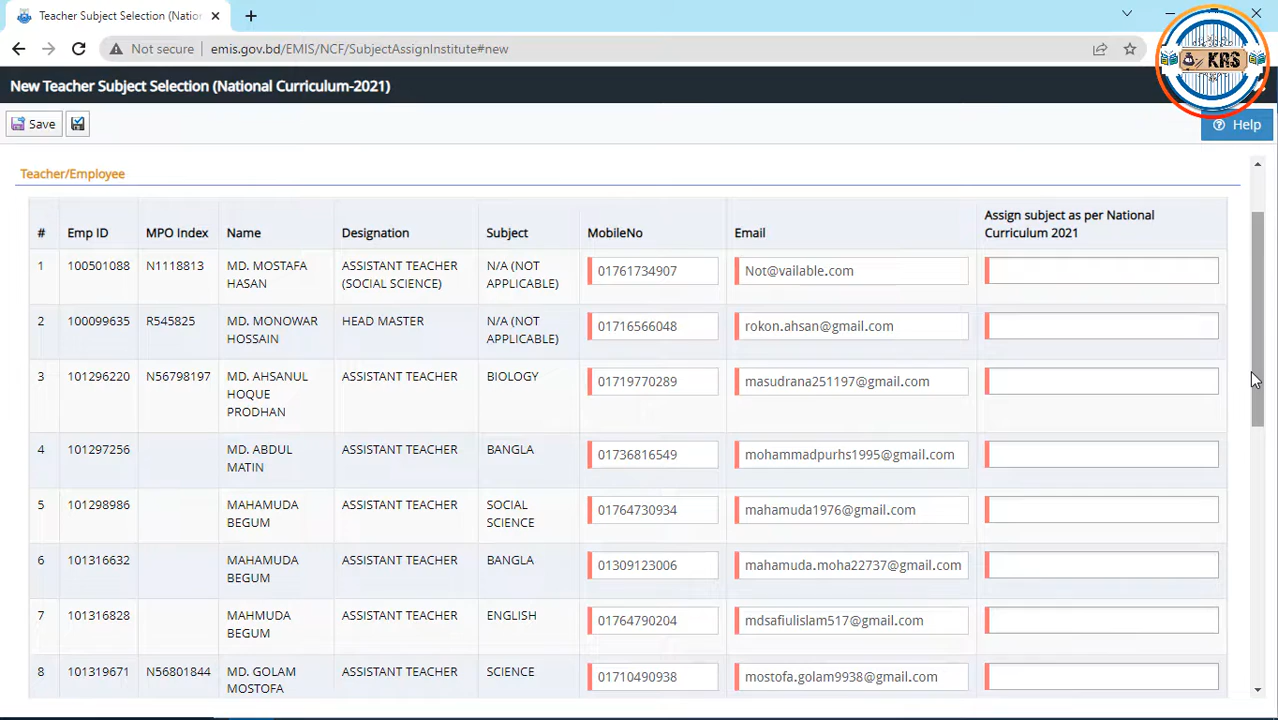 Teacher Subject Selection (Natio
Not secure
emis.gov.bd/EMIS/NCF/SubjectAssignInstitute#new
KRS
New Teacher Subject Selection (National Curriculum-2021)
Save
Help
Teacher/Employee
# Emp ID MPO Index Name Designation Subject MobileNo Email Assign subject as per National
Curriculum 2021
1 100501088 N1118813 MD. MOSTAFA ASSISTANT TEACHER N/A (NOT 01761734907 Not@vailable.com
HASAN (SOCIAL SCIENCE) APPLICABLE)
2 100099635 R545825 MD. MONOWAR HEAD MASTER N/A (NOT 01716566048 rokon.ahsan@gmail.com
HOSSAIN APPLICABLE)
3 101296220 N56798197 MD. AHSANUL ASSISTANT TEACHER BIOLOGY 01719770289 masudrana251197@gmail.com
HOQUE
PRODHAN
4 101297256 MD. ABDUL ASSISTANT TEACHER BANGLA 01736816549 mohammadpurhs1995@gmail.com
MATIN
5 101298986 MAHAMUDA ASSISTANT TEACHER SOCIAL 01764730934 mahamuda1976@gmail.com
BEGUM SCIENCE
6 101316632 MAHAMUDA ASSISTANT TEACHER BANGLA 01309123006 mahamuda.moha22737@gmail.com
BEGUM
7 101316828 MAHMUDA ASSISTANT TEACHER ENGLISH 01764790204 mdsafiulislam517@gmail.com
BEGUM
8 101319671 N56801844 MD. GOLAM ASSISTANT TEACHER SCIENCE 01710490938 mostofa.golam9938@gmail.com
MOSTOFA